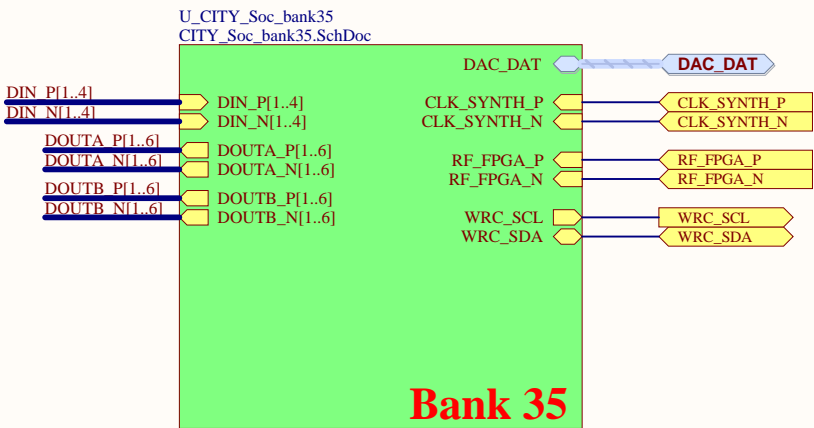 U_CITY_Soc_bank35
CITY_Soc_bank35.SchDoc
DAC_DAT DAC_DAT
DIN_P[1..4] DIN_P[1..4] CLK_SYNTH_P CLK_SYNTH_P
DIN_N[1..4] DIN_N[1..4] CLK_SYNTH_N CLK_SYNTH_N
DOUTA_P[1..6] DOUTA_P[1..6] RF_FPGA_P RF_FPGA_P
DOUTA_N[1..6] DOUTA_N[1..6] RF_FPGA_N RF_FPGA_N
DOUTB_P[1..6] DOUTB_P[1..6] WRC_SCL WRC_SCL
DOUTB_N[1..6] DOUTB_N[1..6] WRC_SDA WRC_SDA
Bank 35